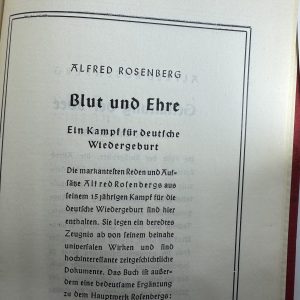 ALFRED ROSENBERG
Blut und Ehre
Ein Kampf für deutsche
Wiedergeburt
Die markantesten Reden und Auf-
sätze Alfred Rosenbergs aus
seinem 15 jährigen Kampf für die
deutsche Wiedergeburt sind hier
enthalten. Sie legen ein beredtes
Zeugnis ab von seinem beinahe
universalen Wirken und sind
hochinteressante zeitgeschichtliche
Dokumente. Das Buch ist außer-
dem eine bedeutsame Ergänzung
zu dem Hauptwerk Rosenbergs: